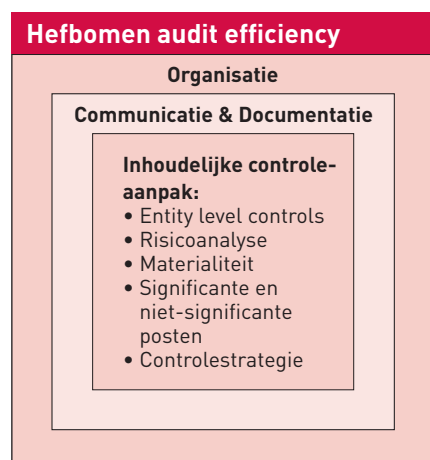 Hefbomen audit efficiency
Organisatie
Communicatie & Documentatie
Inhoudelijke controle-
aanpak:
• Entity level controls
• Risicoanalyse
• Materialiteit
• Significante en
niet-significante
posten
• Controlestrategie